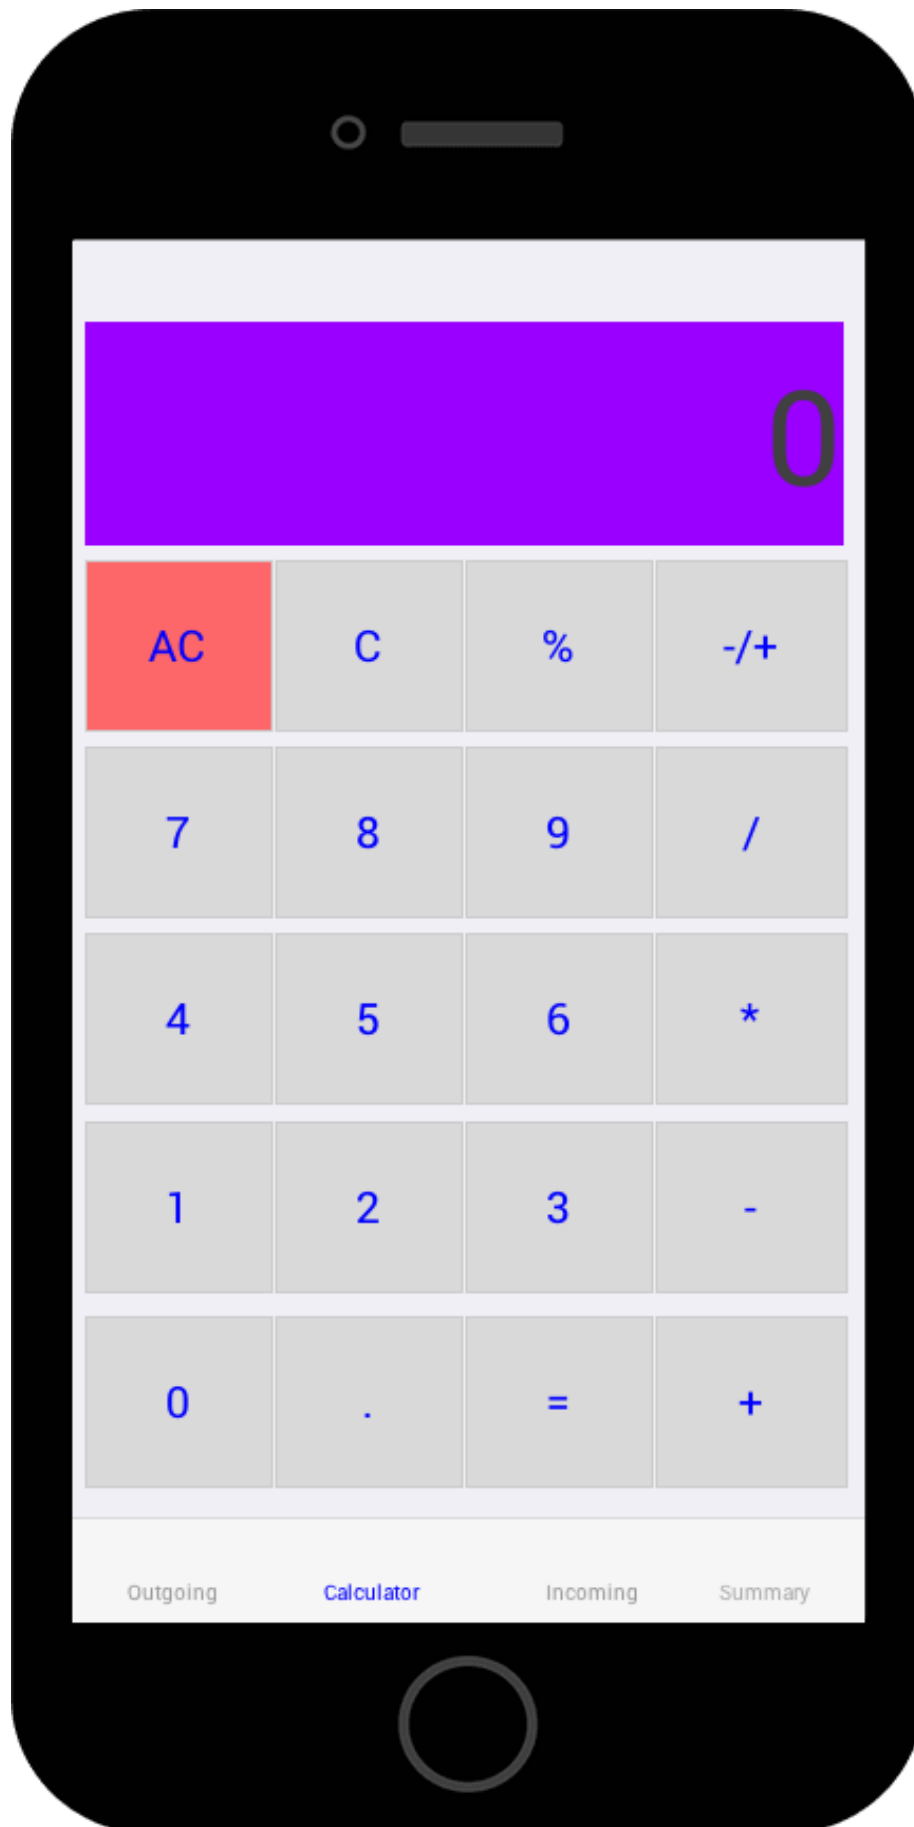 0
AC C % -/+
7 8 9 /
4 5 6 *
1 2 3 -
0 . = +
Outgoing Calculator Incoming Summary